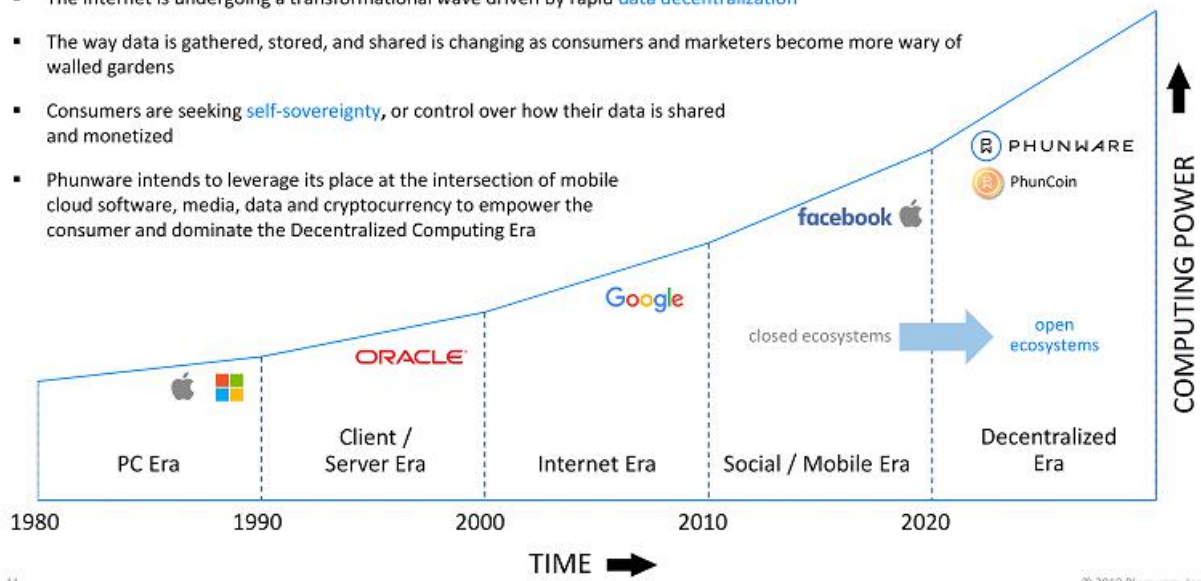 The internet is undergoing a transformational wave driven by rapid data decentralization
▪ The way data is gathered, stored, and shared is changing as consumers and marketers become more wary of
walled gardens
▪ Consumers are seeking self-sovereignty, or control over how their data is shared
and monetized
▪ Phunware intends to leverage its place at the intersection of mobile
cloud software, media, data and cryptocurrency to empower the
consumer and dominate the Decentralized Computing Era
PHUNWARE
PhunCoin
facebook
Google
ORACLE
closed ecosystems
open
ecosystems
COMPUTING POWER
PC Era
Client /
Server Era
Internet Era
Social / Mobile Era
Decentralized
Era
1980
1990
2000
2010
2020
TIME